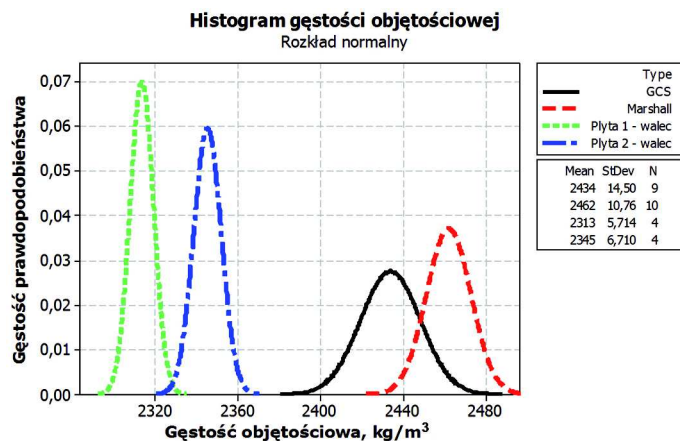 Histogram gęstości objętościowej
Rozkład normalny
Gęstość prawdopodobieństwa
0,07
0,06
0,05
0,04
0,03
0,02
0,01
0,00
2320 2360 2400 2440 2480
Gęstość objętościowa, kg/m³
Type
GCS
Marshall
Plyta 1 - walec
Plyta 2 - walec
Mean StDev N
2434 14,50 9
2462 10,76 10
2313 5,714 4
2345 6,710 4